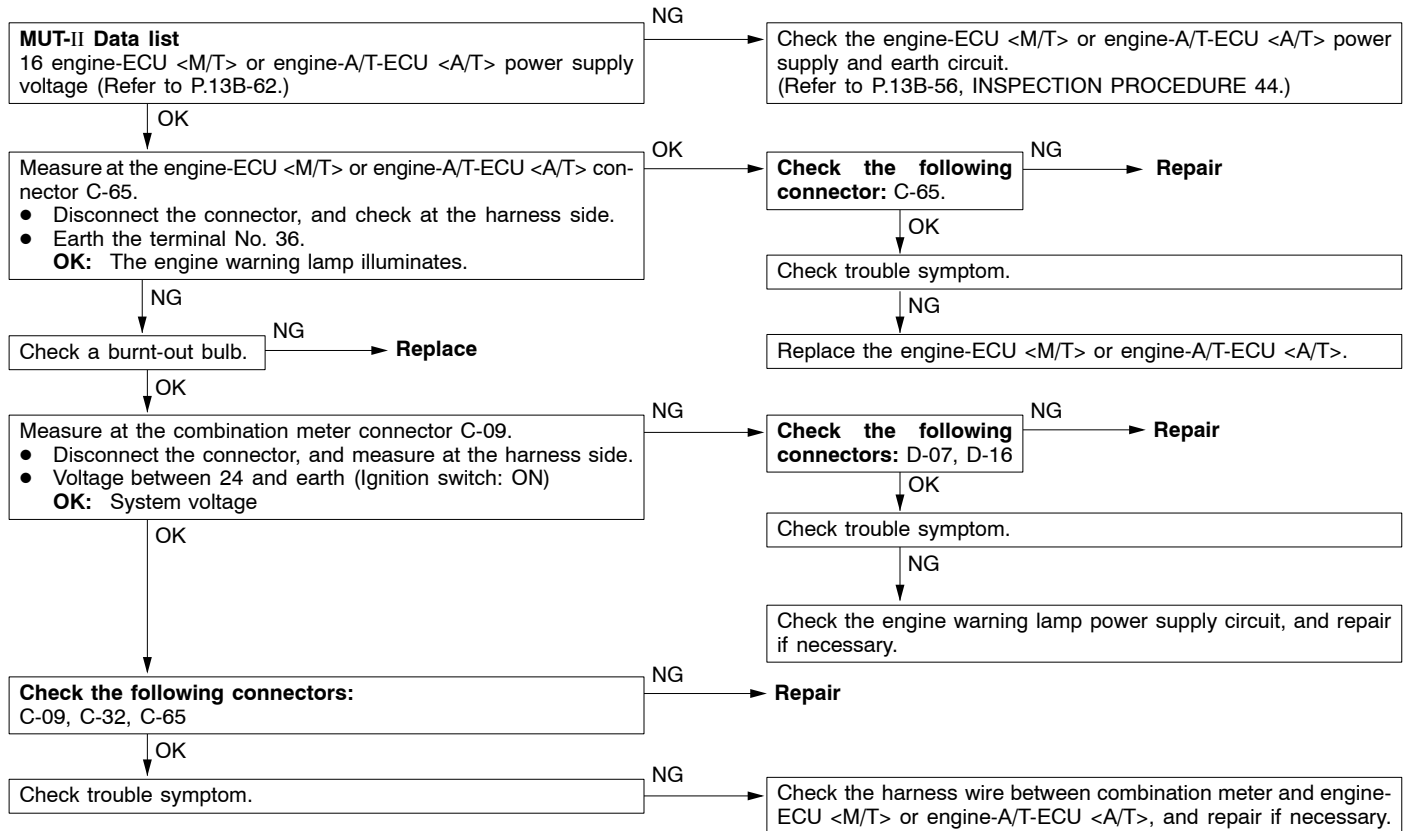 MUT-II Data list
16 engine-ECU <M/T> or engine-A/T-ECU <A/T> power supply
voltage (Refer to P.13B-62.)
NG
Check the engine-ECU <M/T> or engine-A/T-ECU <A/T> power
supply and earth circuit.
(Refer to P.13B-56, INSPECTION PROCEDURE 44.)
OK
Measure at the engine-ECU <M/T> or engine-A/T-ECU <A/T> con-
nector C-65.
● Disconnect the connector, and check at the harness side.
● Earth the terminal No. 36.
OK: The engine warning lamp illuminates.
OK
Check the following
connector: C-65.
NG
Repair
OK
Check trouble symptom.
NG
Replace the engine-ECU <M/T> or engine-A/T-ECU <A/T>.
NG
Check a burnt-out bulb.
NG
Replace
OK
Measure at the combination meter connector C-09.
● Disconnect the connector, and measure at the harness side.
● Voltage between 24 and earth (Ignition switch: ON)
OK: System voltage
NG
Check the following
connectors: D-07, D-16
NG
Repair
OK
Check trouble symptom.
NG
Check the engine warning lamp power supply circuit, and repair
if necessary.
OK
Check the following connectors:
C-09, C-32, C-65
NG
Repair
OK
Check trouble symptom.
NG
Check the harness wire between combination meter and engine-
ECU <M/T> or engine-A/T-ECU <A/T>, and repair if necessary.